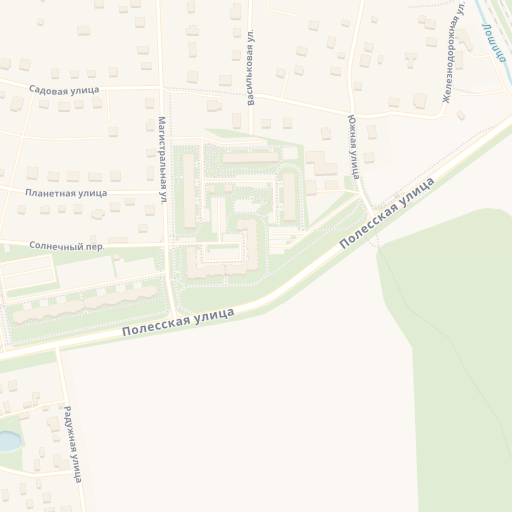 Лошица
Железнодорожная ул.
Васильковая ул.
Садовая улица
Магистральная ул.
Южная улица
Планетная улица
Полесская улица
Солнечный пер.
Полесская улица
Радужная улица